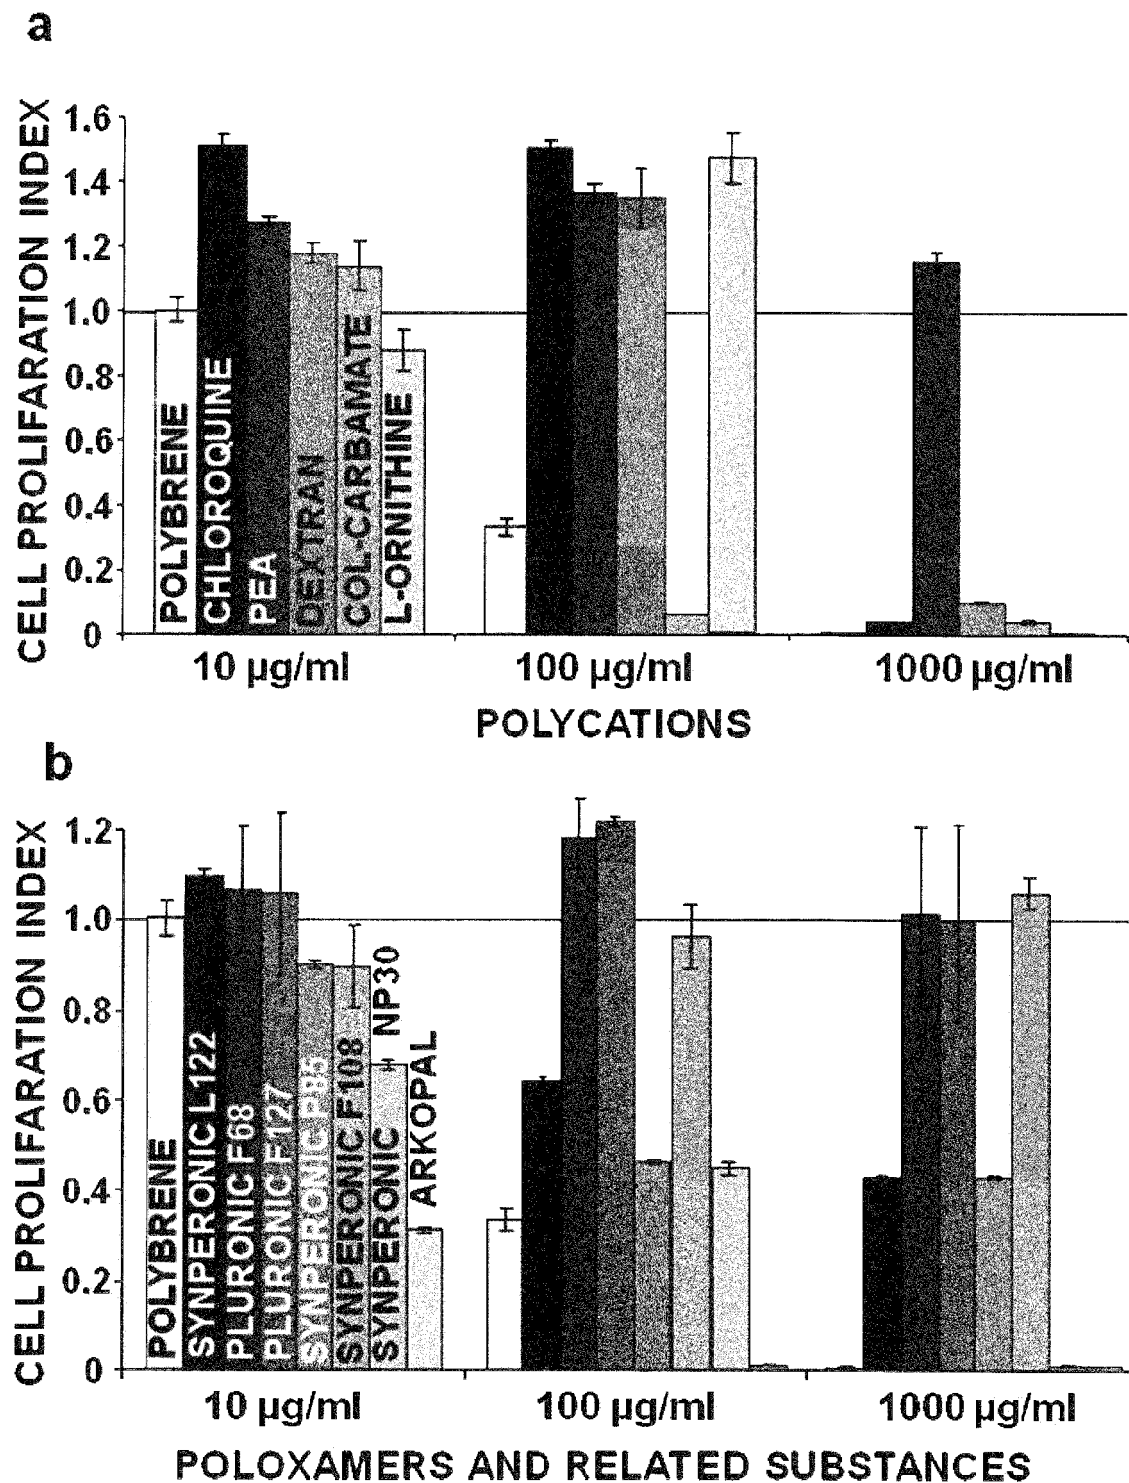 a
CELL PROLIFARATION INDEX
1.6
1.4
1.2
1.0
0.8
0.6
0.4
0.2
0
POLYBRENE
CHLOROQUINE
PEA
DEXTRAN
COL-CARBAMATE
L-ORNITHINE
10 µg/ml
100 µg/ml
1000 µg/ml
POLYCATIONS
b
CELL PROLIFARATION INDEX
1.2
1.0
0.8
0.6
0.4
0.2
0
POLYBRENE
SYNPERONIC L122
PLURONIC F68
PLURONIC F127
SYNPERONIC P85
SYNPERONIC F108
SYNPERONIC NP30
ARKOPAL
10 µg/ml
100 µg/ml
1000 µg/ml
POLOXAMERS AND RELATED SUBSTANCES